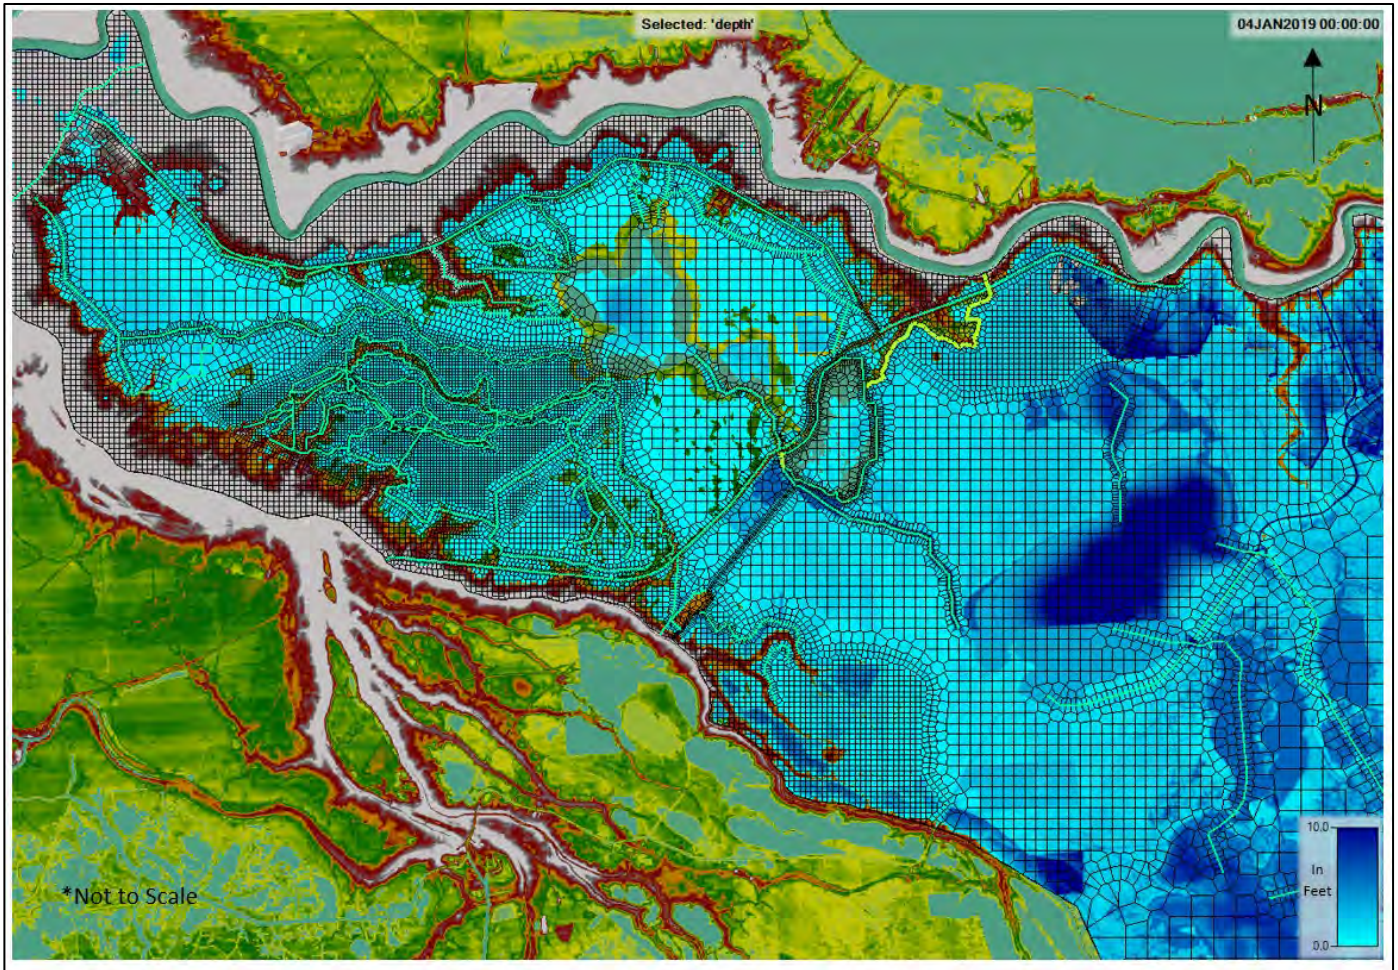 Selected: 'depth'
04JAN2019 00:00:00
N
*Not to Scale
10.0
In
Feet
0.0